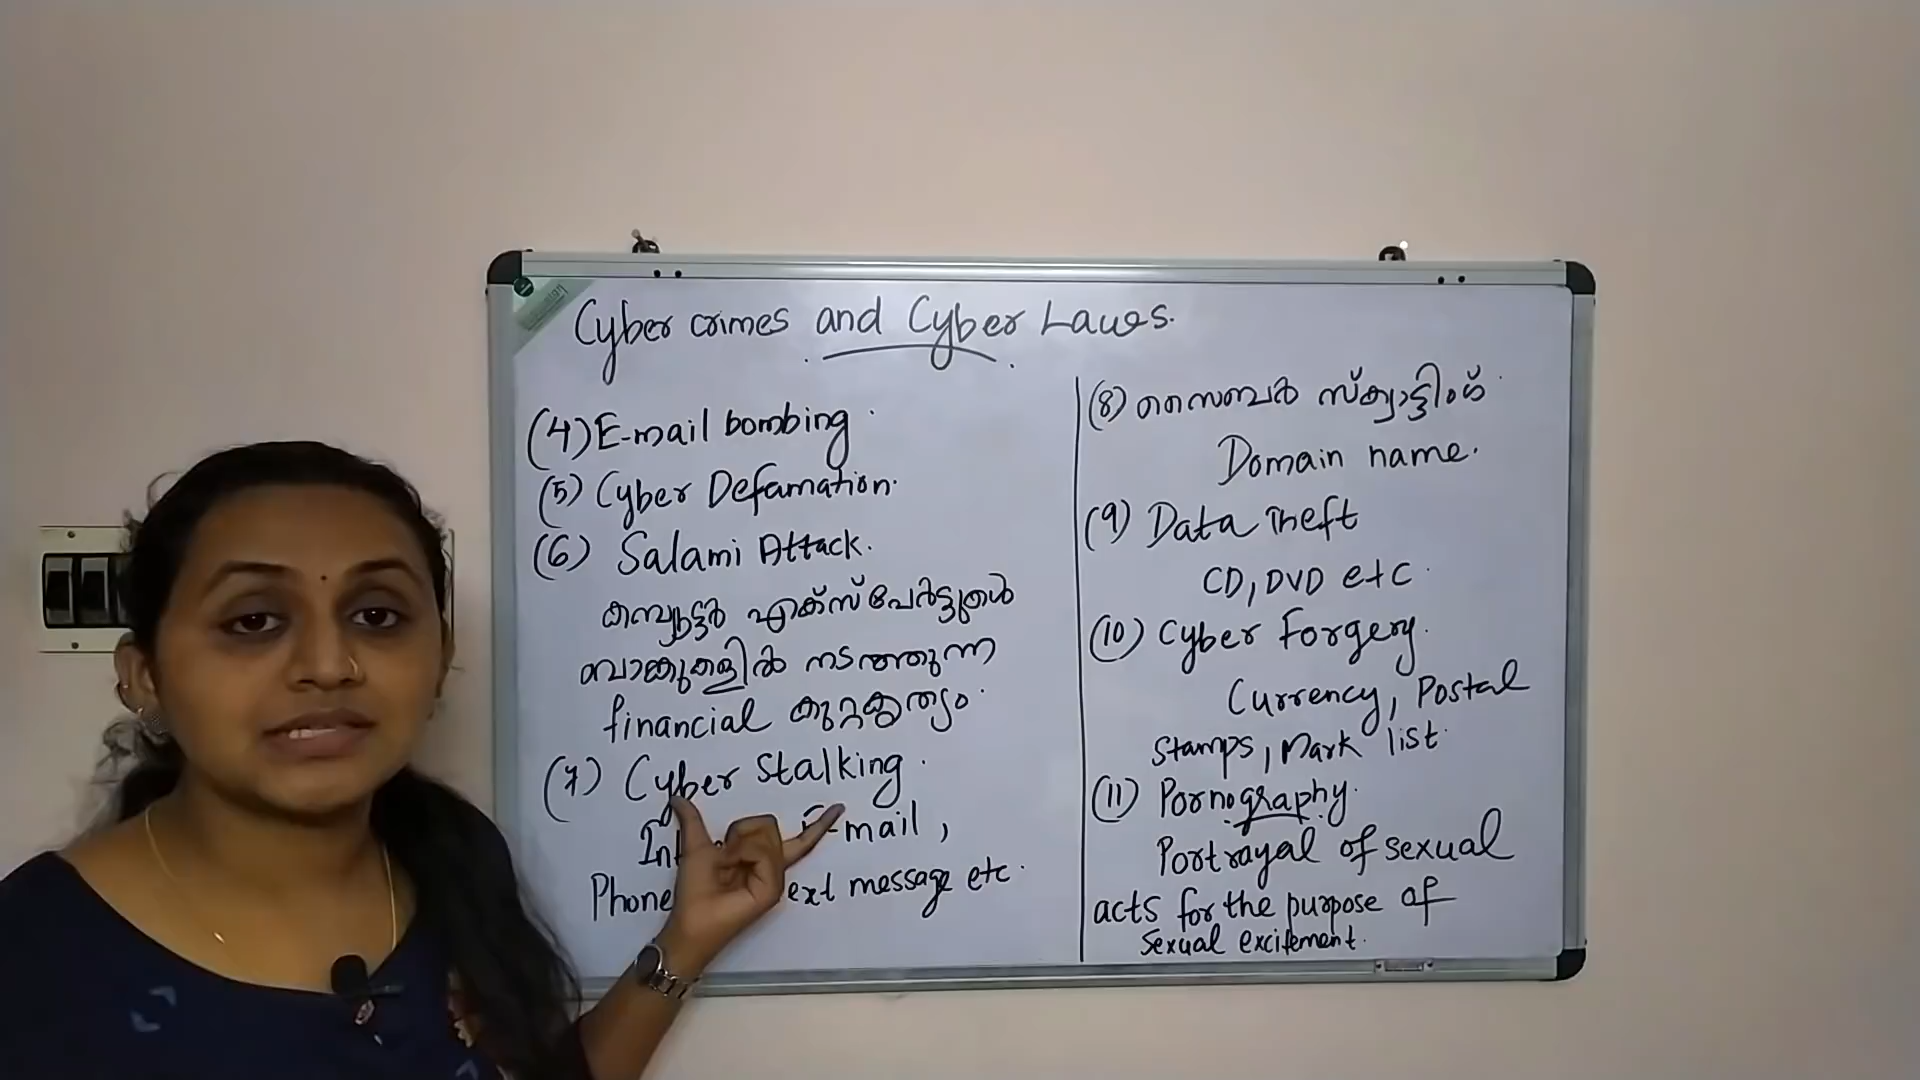 Cyber crimes and Cyber Laws.
(4) E-mail bombing
(5) Cyber Defamation.
(6) Salami Attack.
കമ്പ്യൂട്ടർ എക്സ്പേർട്ടുകൾ
ബാങ്കുകളിൽ നടത്തുന്ന
financial കുറ്റകൃത്യം
(7) Cyber Stalking
E-mail ,
Phone ext message etc.
(8) സൈബർ സ്ക്വാട്ടിംഗ്
Domain name.
(9) Data Theft
CD, DVD etc
(10) Cyber Forgery.
Currency, Postal
Stamps, Mark list.
(11) Pornography.
Portrayal of sexual
acts for the purpose of
sexual excitement.